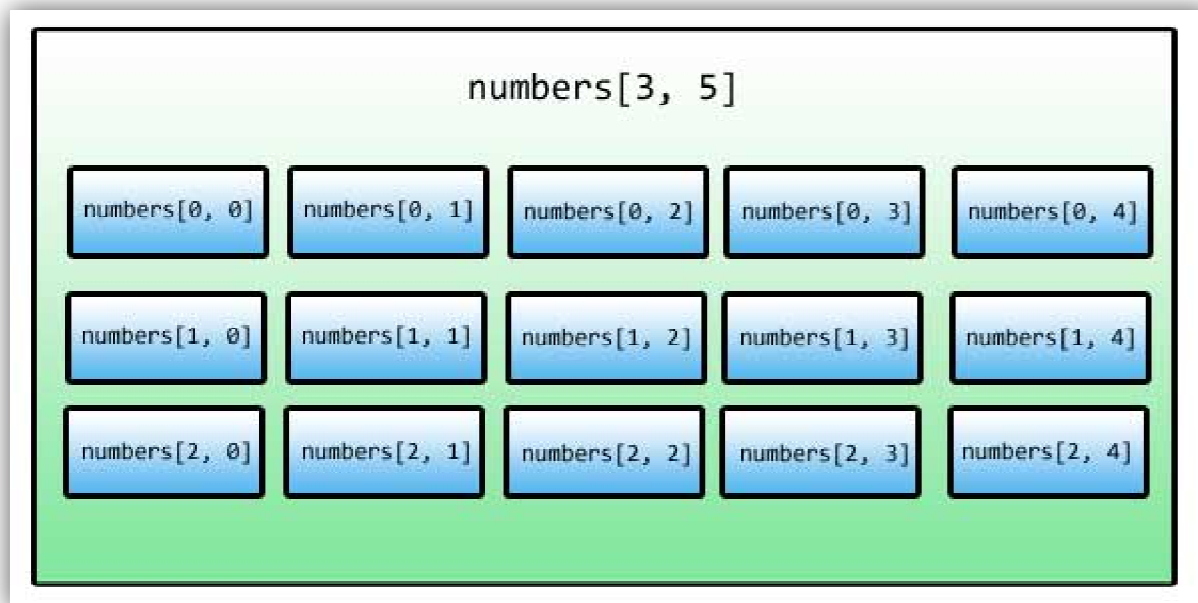 numbers[3, 5]
numbers[0, 0] numbers[0, 1] numbers[0, 2] numbers[0, 3] numbers[0, 4]
numbers[1, 0] numbers[1, 1] numbers[1, 2] numbers[1, 3] numbers[1, 4]
numbers[2, 0] numbers[2, 1] numbers[2, 2] numbers[2, 3] numbers[2, 4]